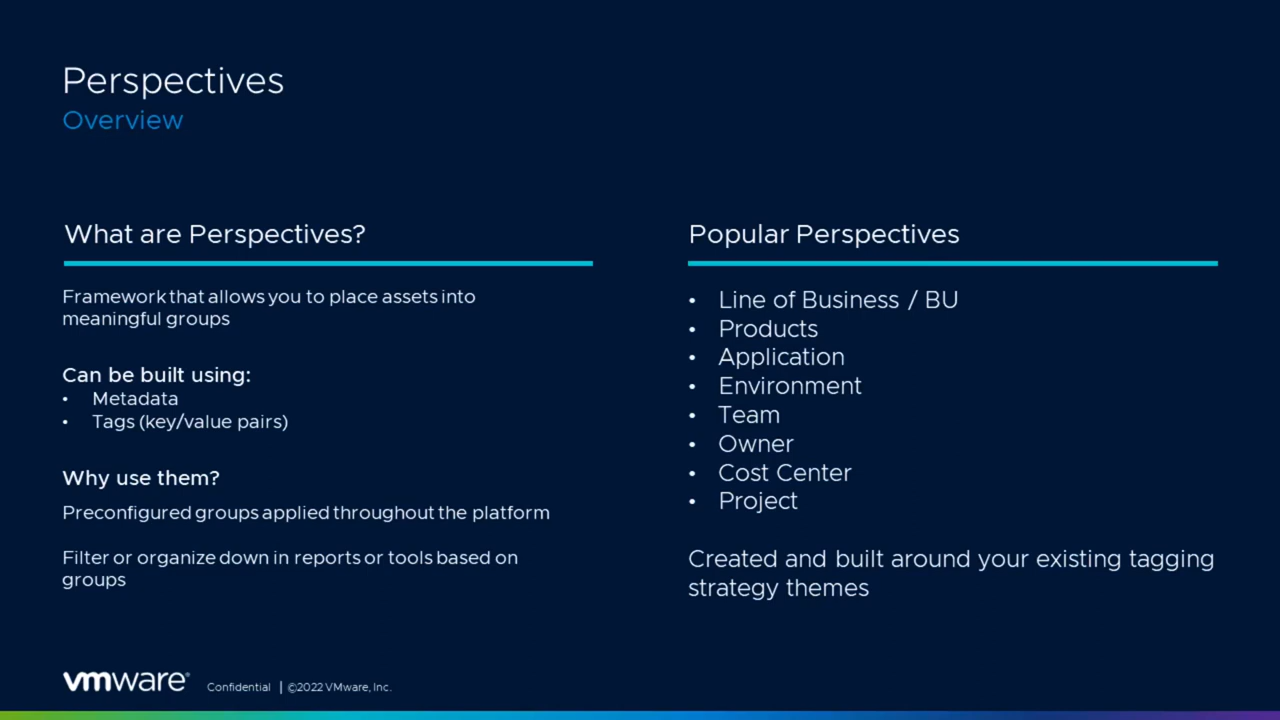 Perspectives
Overview
What are Perspectives?
Framework that allows you to place assets into
meaningful groups
Can be built using:
• Metadata
• Tags (key/value pairs)
Why use them?
Preconfigured groups applied throughout the platform
Filter or organize down in reports or tools based on
groups
Popular Perspectives
• Line of Business / BU
• Products
• Application
• Environment
• Team
• Owner
• Cost Center
• Project
Created and built around your existing tagging
strategy themes
vmware® Confidential | ©2022 VMware, Inc.